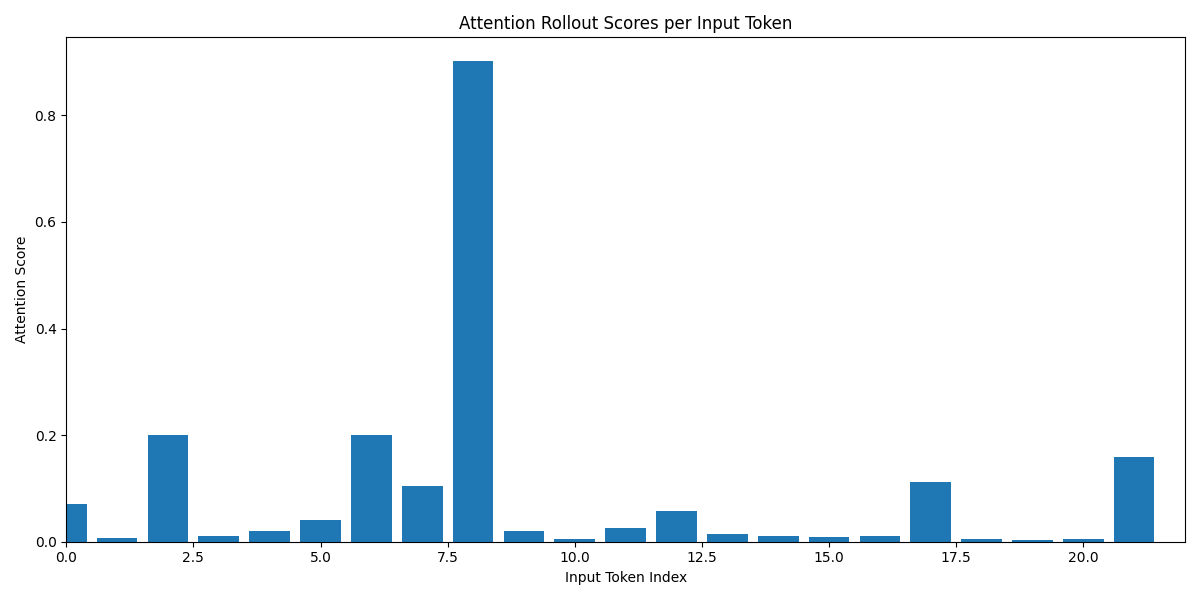 Attention Rollout Scores per Input Token
Attention Score
0.8
0.6
0.4
0.2
0.0
0.0 2.5 5.0 7.5 10.0 12.5 15.0 17.5 20.0
Input Token Index